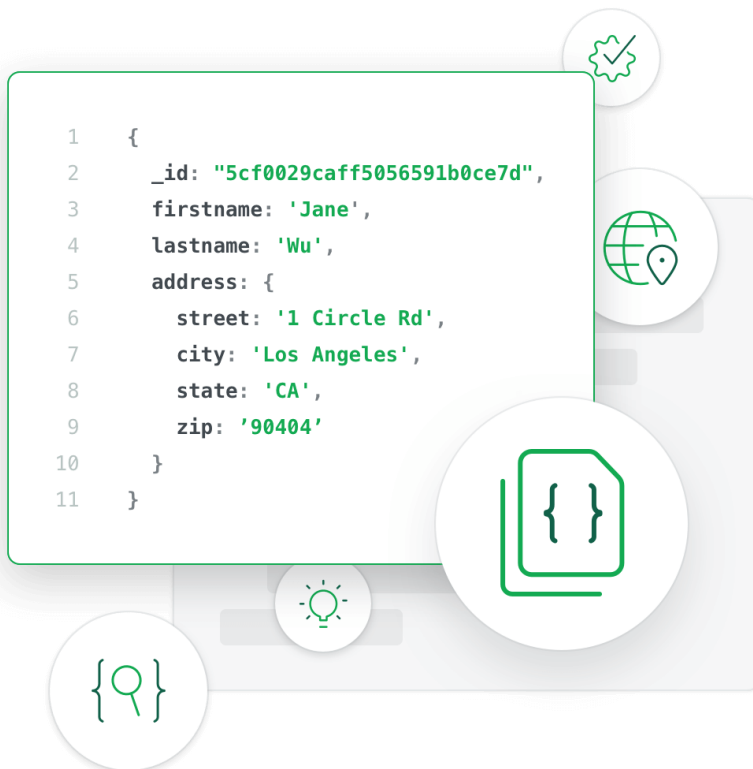 1 {
2 _id: "5cf0029caff5056591b0ce7d",
3 firstname: 'Jane',
4 lastname: 'Wu',
5 address: {
6 street: '1 Circle Rd',
7 city: 'Los Angeles',
8 state: 'CA',
9 zip: ’90404’
10 }
11 }
{ }
{ }